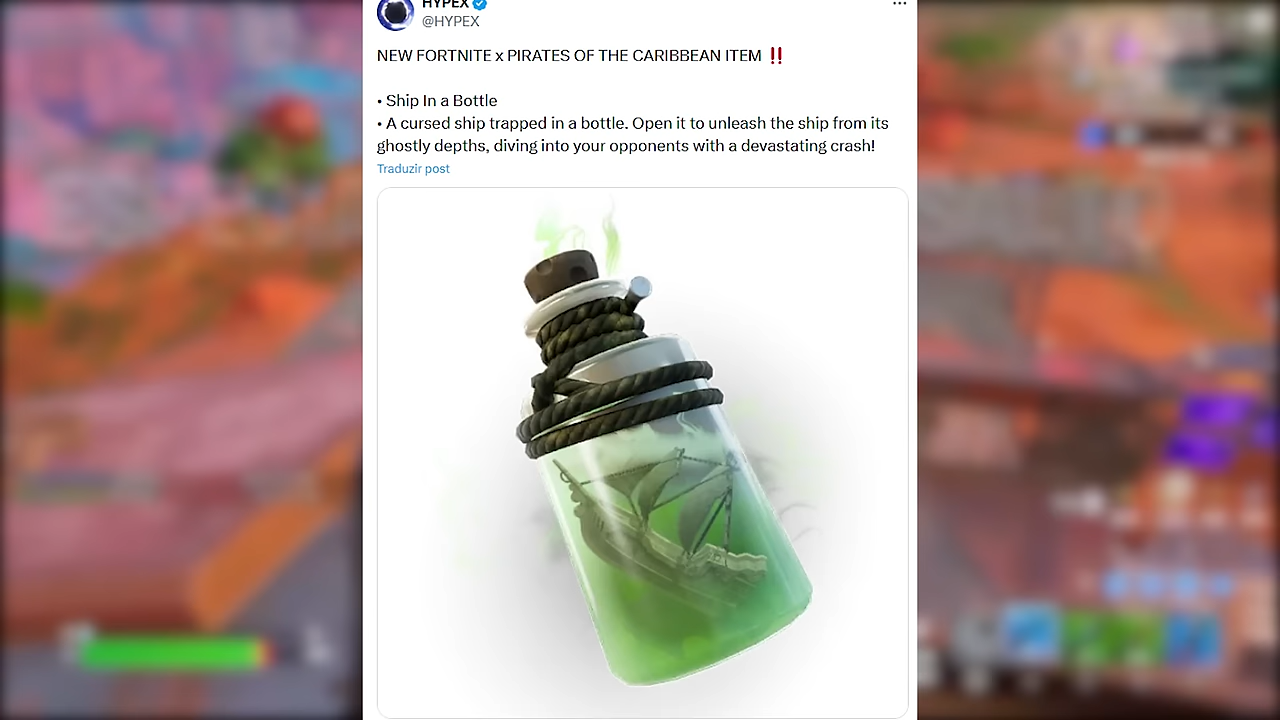 HYPEX
@HYPEX
NEW FORTNITE x PIRATES OF THE CARIBBEAN ITEM ‼
• Ship In a Bottle
• A cursed ship trapped in a bottle. Open it to unleash the ship from its
ghostly depths, diving into your opponents with a devastating crash!
Traduzir post